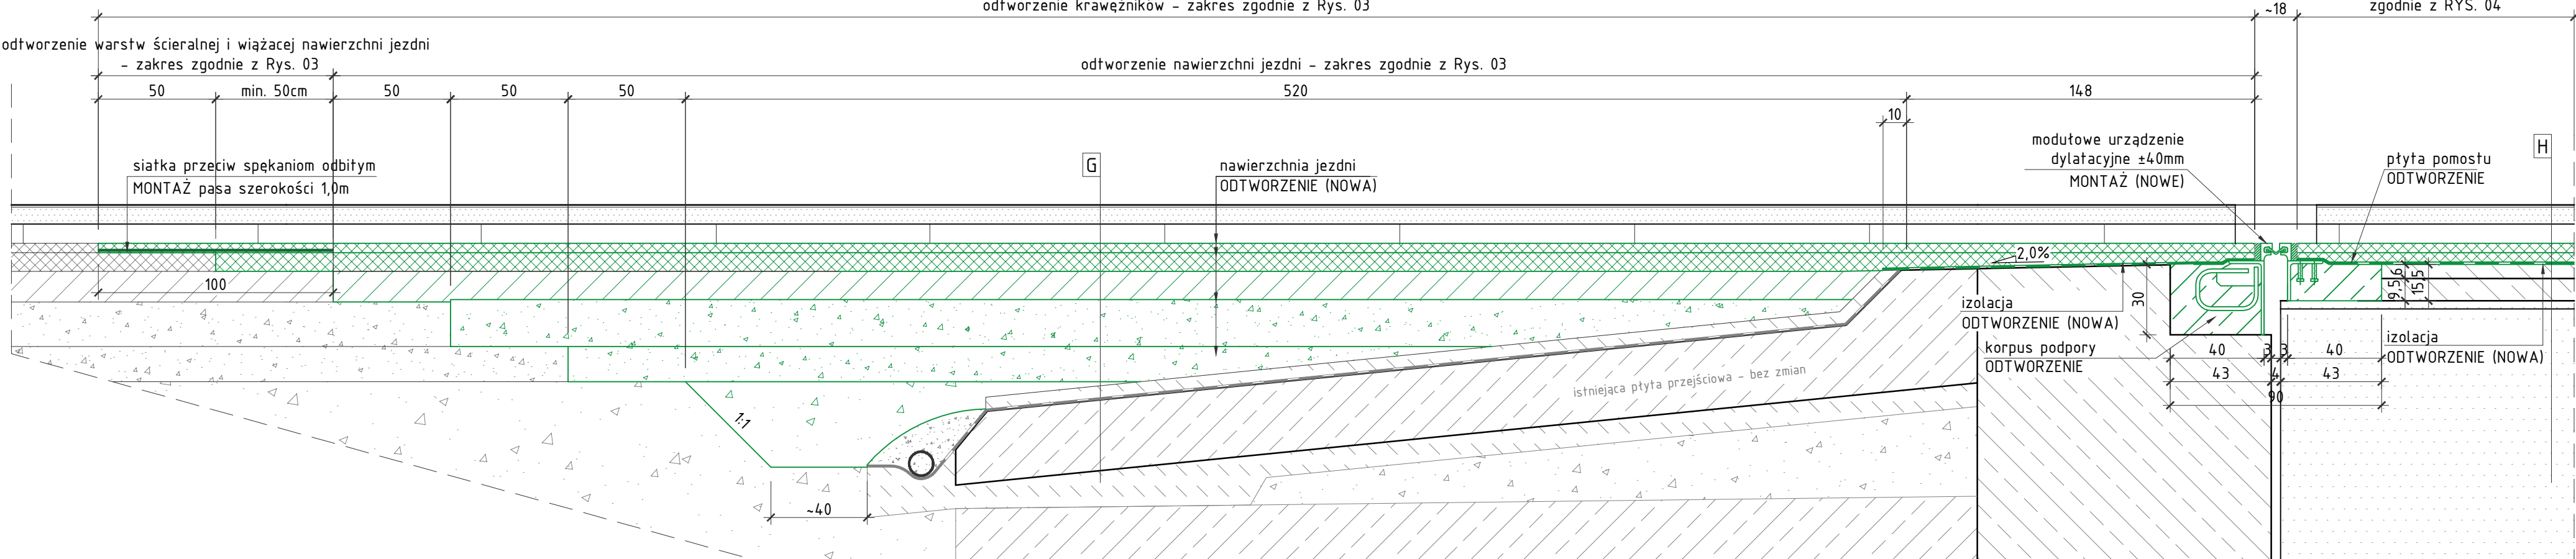 odtworzenie krawężników - zakres zgodnie z Rys. 03
~18
zgodnie z RYS. 04
odtworzenie warstw ścieralnej i wiążacej nawierzchni jezdni
- zakres zgodnie z Rys. 03
odtworzenie nawierzchni jezdni - zakres zgodnie z Rys. 03
50
min. 50cm
50
50
50
520
148
10
siatka przeciw spękaniom odbitym
MONTAŻ pasa szerokości 1,0m
G
nawierzchnia jezdni
ODTWORZENIE (NOWA)
modułowe urządzenie
dylatacyjne ±40mm
MONTAŻ (NOWE)
płyta pomostu
ODTWORZENIE
H
2,0%
100
30
9,5
6
15,5
izolacja
ODTWORZENIE (NOWA)
korpus podpory
ODTWORZENIE
izolacja
ODTWORZENIE (NOWA)
40
3
3
40
43
4
43
90
istniejąca płyta przejściowa - bez zmian
1:1
~40